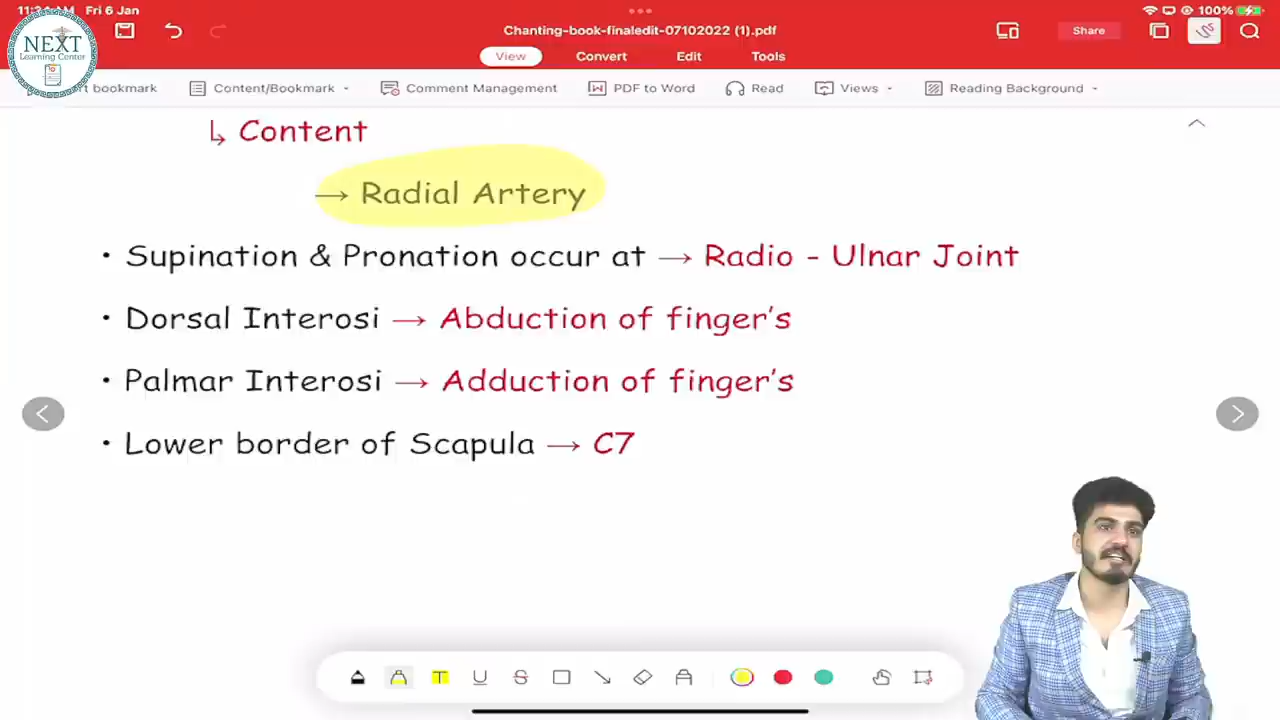 Fri 6 Jan
100%
NEXT
Learning Center
Chanting-book-finaledit-07102022 (1).pdf
Share
View Convert Edit Tools
bookmark Content/Bookmark Comment Management PDF to Word Read Views Reading Background
↳ Content
→ Radial Artery
• Supination & Pronation occur at → Radio - Ulnar Joint
• Dorsal Interosi → Abduction of finger's
• Palmar Interosi → Adduction of finger's
• Lower border of Scapula → C7
T U S